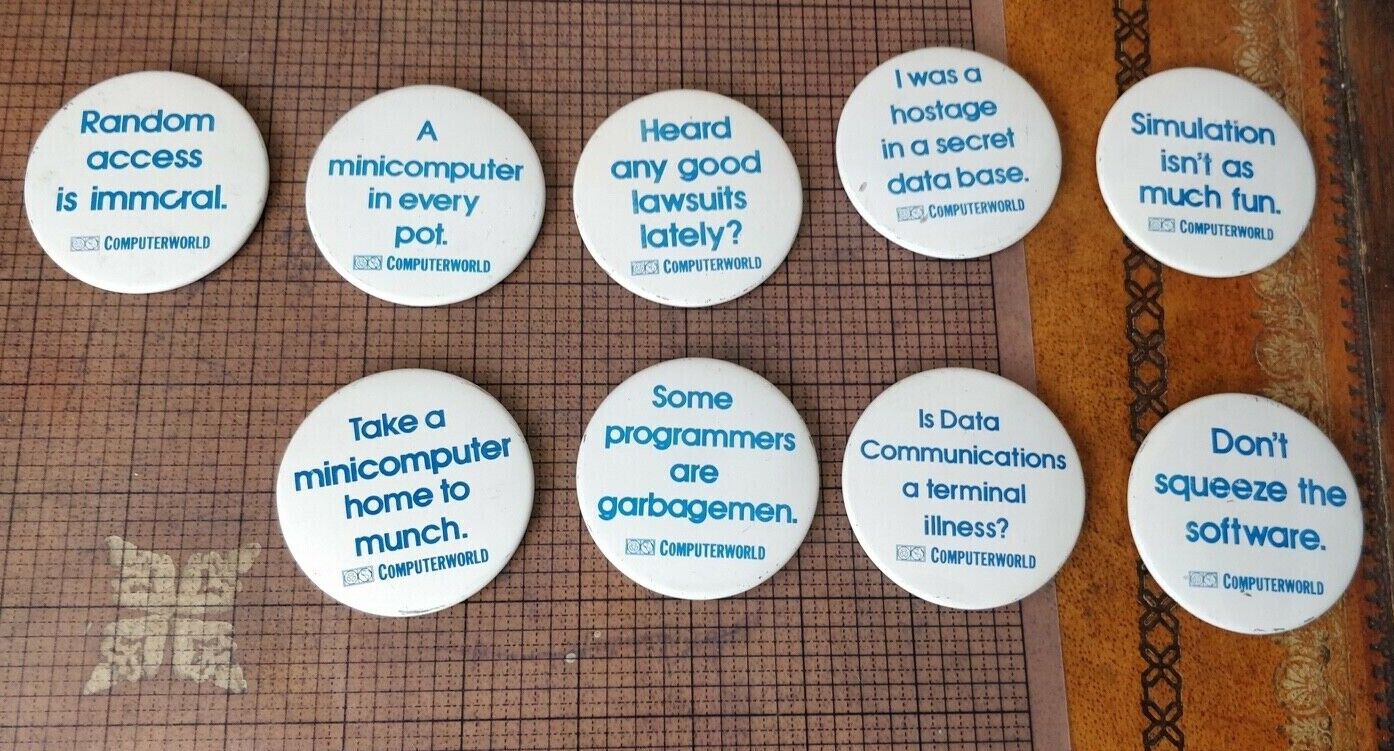 Random
access
is immoral.
COMPUTERWORLD
A
minicomputer
in every
pot.
COMPUTERWORLD
Heard
any good
lawsuits
lately?
COMPUTERWORLD
I was a
hostage
in a secret
data base.
COMPUTERWORLD
Simulation
isn't as
much fun.
COMPUTERWORLD
Take a
minicomputer
home to
munch.
COMPUTERWORLD
Some
programmers
are
garbagemen.
COMPUTERWORLD
Is Data
Communications
a terminal
illness?
COMPUTERWORLD
Don't
squeeze the
software.
COMPUTERWORLD